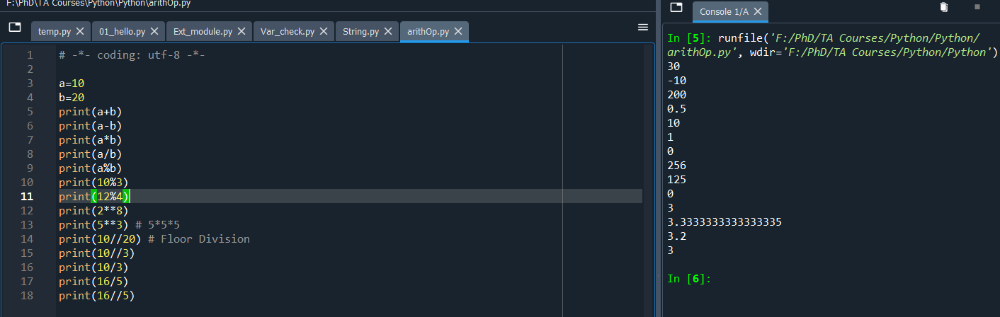 F:\PhD\TA Courses\Python\Python\arithOp.py
temp.py 01_hello.py Ext_module.py Var_check.py String.py arithOp.py
1 # -*- coding: utf-8 -*-
2
3 a=10
4 b=20
5 print(a+b)
6 print(a-b)
7 print(a*b)
8 print(a/b)
9 print(a%b)
10 print(10%3)
11 print(12%4)
12 print(2**8)
13 print(5**3) # 5*5*5
14 print(10//20) # Floor Division
15 print(10//3)
16 print(10/3)
17 print(16/5)
18 print(16//5)
Console 1/A
In [5]: runfile('F:/PhD/TA Courses/Python/Python/
arithOp.py', wdir='F:/PhD/TA Courses/Python/Python')
30
-10
200
0.5
10
1
0
256
125
0
3
3.3333333333333335
3.2
3
In [6]: